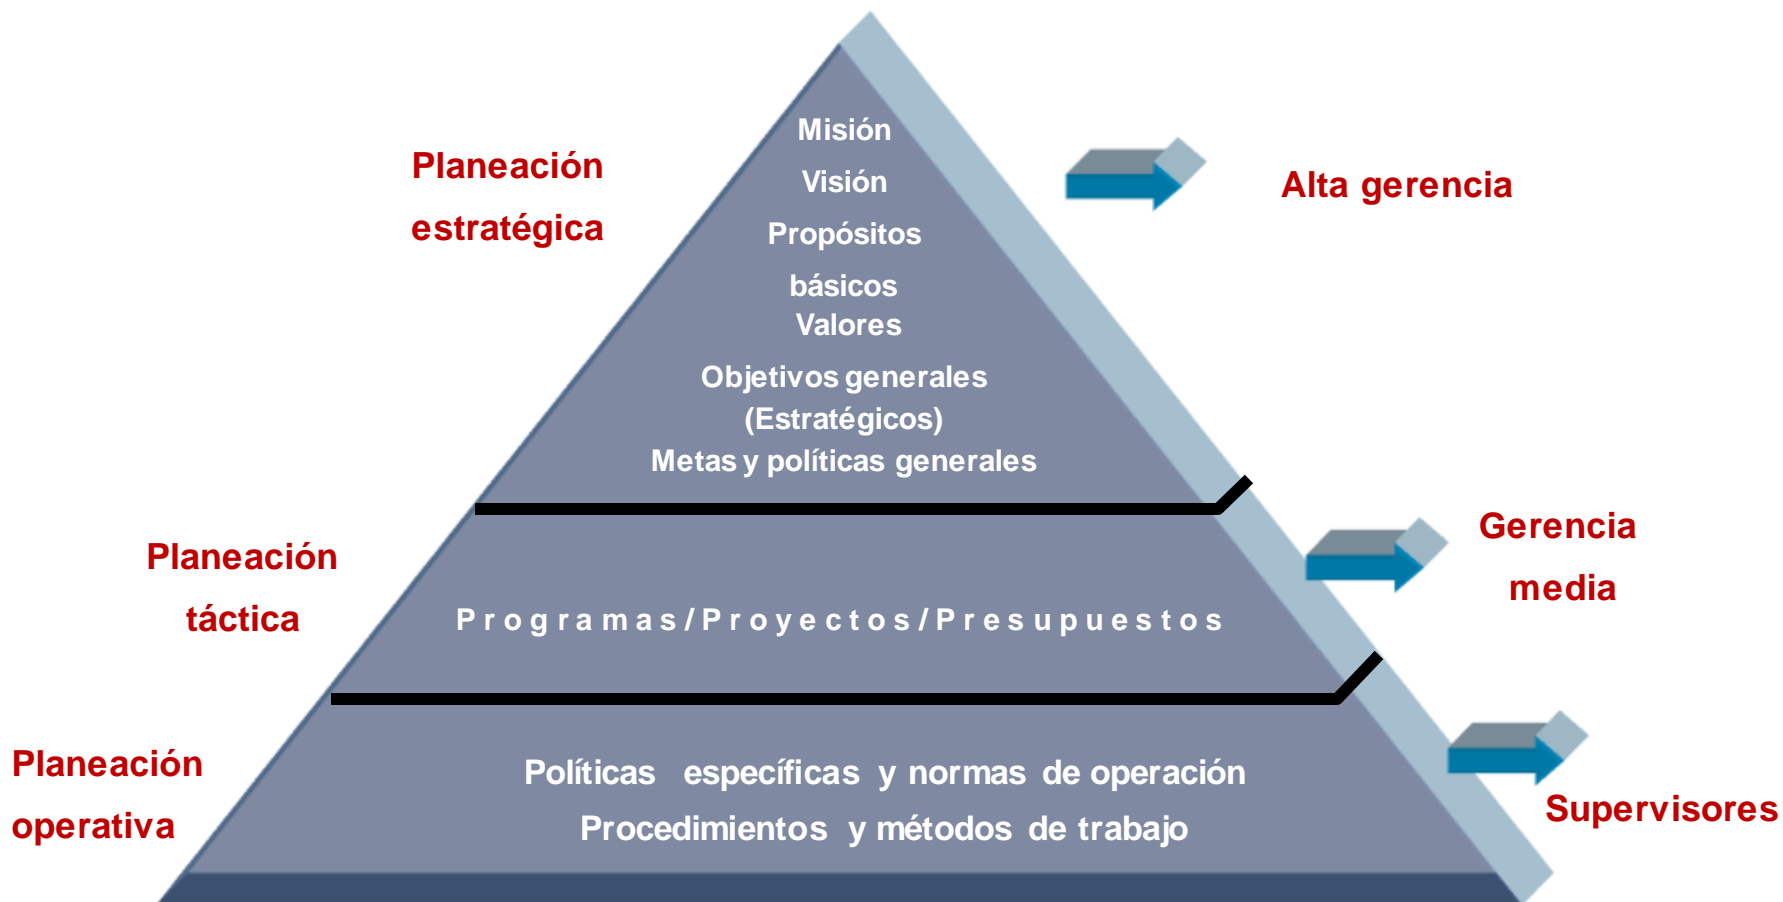 Misión
Planeación
estratégica
Visión
Alta gerencia
Propósitos
básicos
Valores
Objetivos generales
(Estratégicos)
Metas y políticas generales
Planeación
táctica
Programas/Proyectos/Presupuestos
Gerencia
media
Planeación
operativa
Políticas específicas y normas de operación
Procedimientos y métodos de trabajo
Supervisores